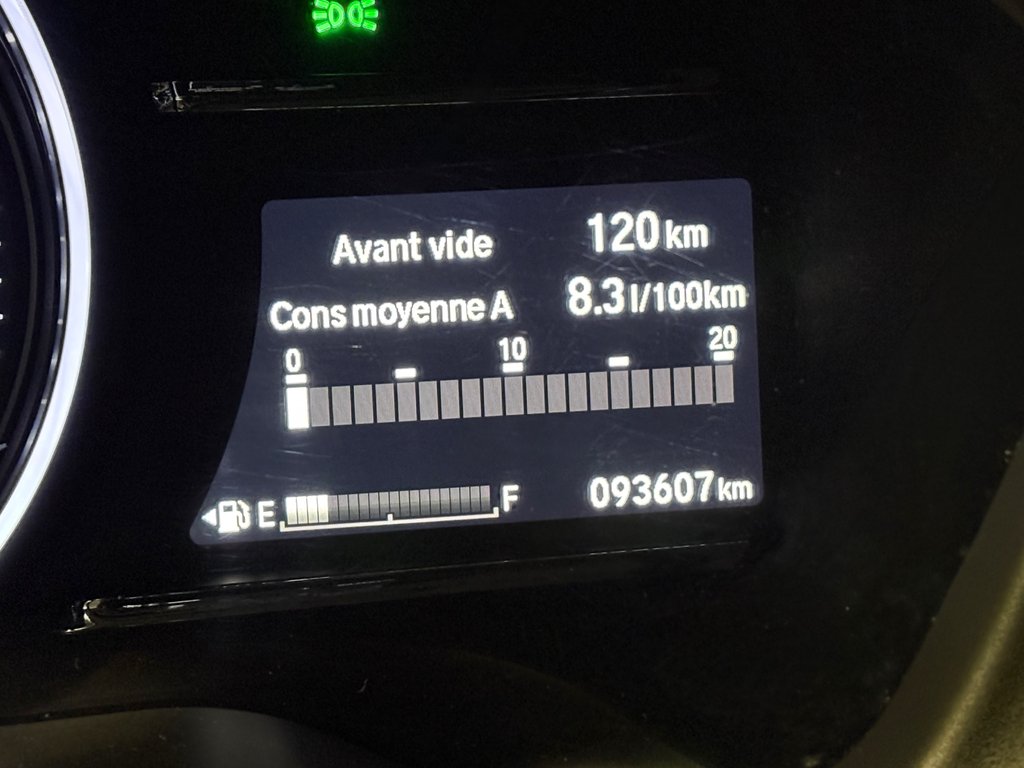 Avant vide 120 km
Cons moyenne A 8.3 l/100km
0 10 20
E F 093607 km